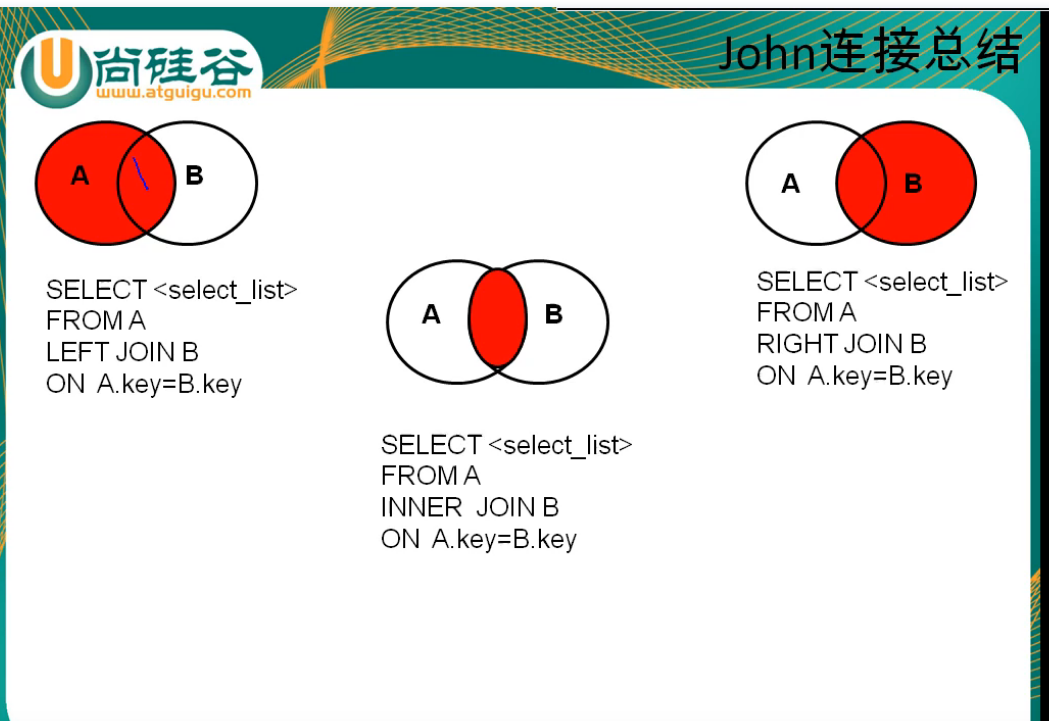 尚硅谷
www.atguigu.com
John连接总结
A B
SELECT <select_list>
FROM A
LEFT JOIN B
ON A.key=B.key
A B
SELECT <select_list>
FROM A
INNER JOIN B
ON A.key=B.key
A B
SELECT <select_list>
FROM A
RIGHT JOIN B
ON A.key=B.key